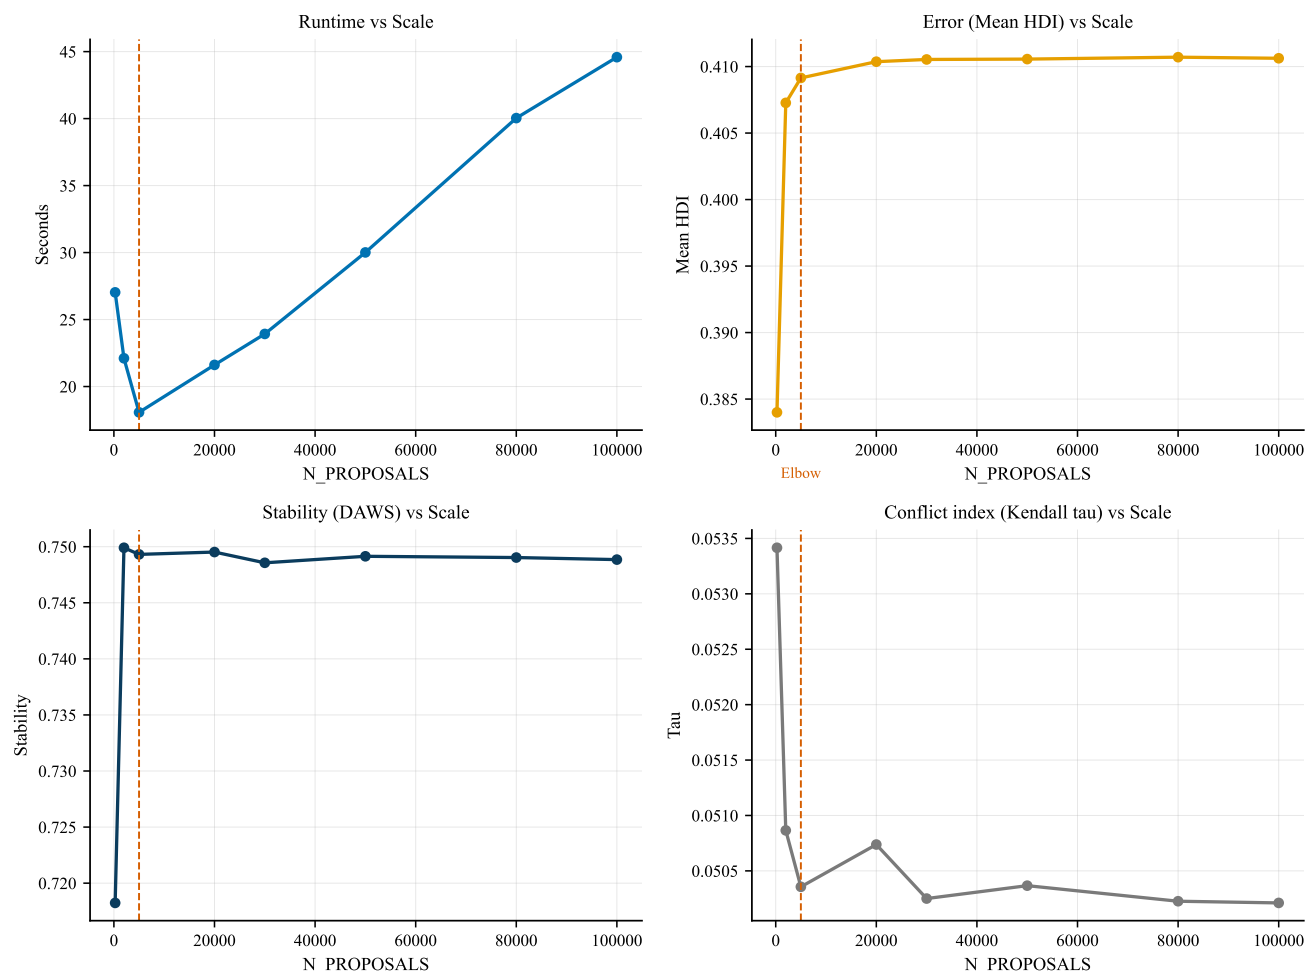 Runtime vs Scale
Seconds
45
40
35
30
25
20
0 20000 40000 60000 80000 100000
N_PROPOSALS
Error (Mean HDI) vs Scale
Mean HDI
0.410
0.405
0.400
0.395
0.390
0.385
0 20000 40000 60000 80000 100000
Elbow
N_PROPOSALS
Stability (DAWS) vs Scale
Stability
0.750
0.745
0.740
0.735
0.730
0.725
0.720
0 20000 40000 60000 80000 100000
N_PROPOSALS
Conflict index (Kendall tau) vs Scale
Tau
0.0535
0.0530
0.0525
0.0520
0.0515
0.0510
0.0505
0 20000 40000 60000 80000 100000
N_PROPOSALS